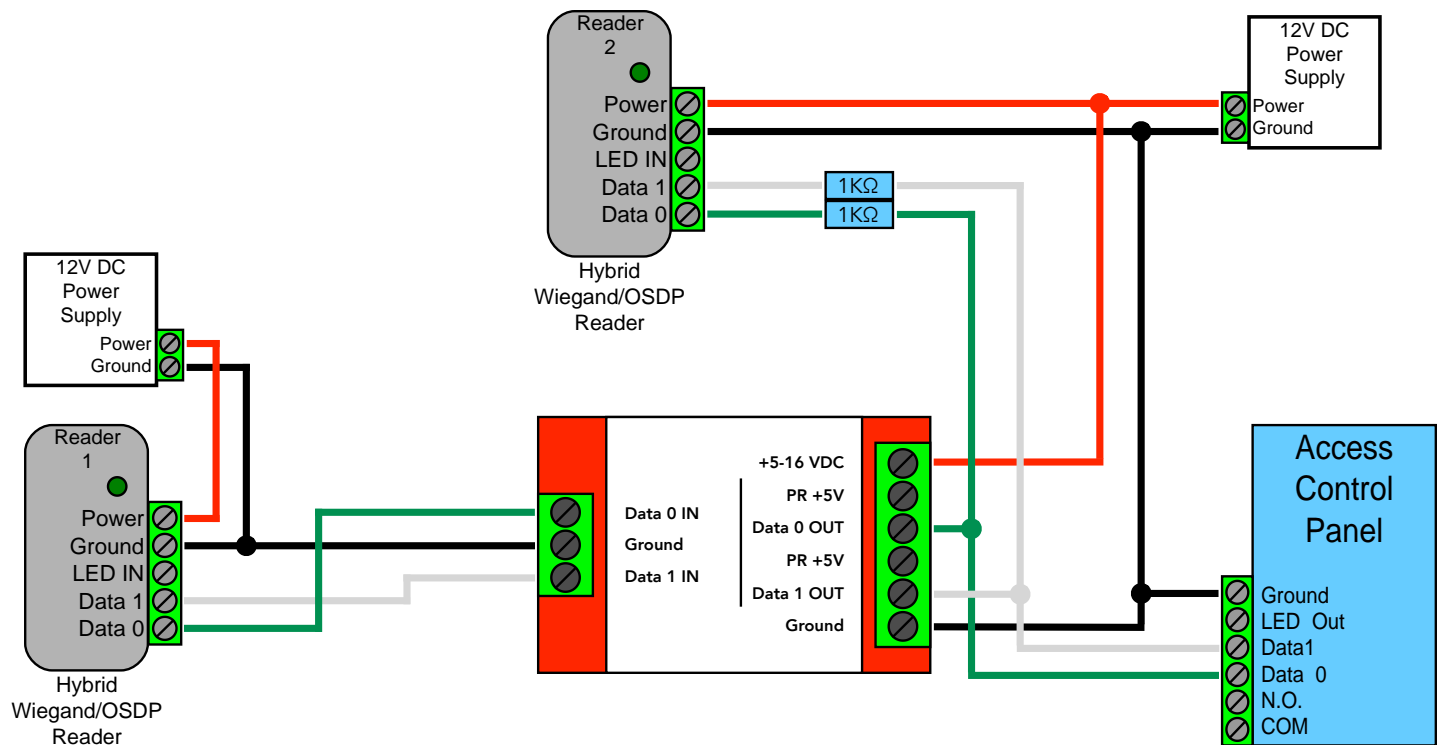 Reader
2
Power
Ground
LED IN
Data 1
Data 0
Hybrid
Wiegand/OSDP
Reader
1KΩ
1KΩ
12V DC
Power
Supply
Power
Ground
12V DC
Power
Supply
Power
Ground
Reader
1
Power
Ground
LED IN
Data 1
Data 0
Hybrid
Wiegand/OSDP
Reader
Data 0 IN
Ground
Data 1 IN
+5-16 VDC
PR +5V
Data 0 OUT
PR +5V
Data 1 OUT
Ground
Access
Control
Panel
Ground
LED Out
Data1
Data 0
N.O.
COM